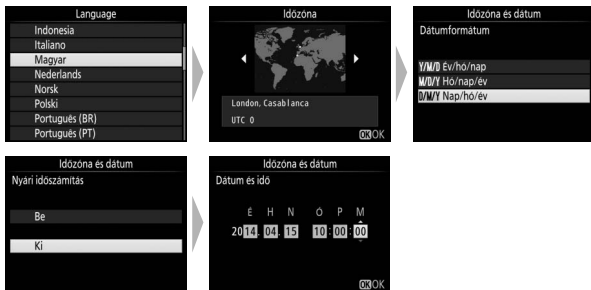 Language
Indonesia
Italiano
Magyar
Nederlands
Norsk
Polski
Português (BR)
Português (PT)
Időzóna
London, Casablanca
UTC 0
OK OK
Időzóna és dátum
Dátumformátum
Y/M/D Év/hó/nap
M/D/Y Hó/nap/év
D/M/Y Nap/hó/év
Időzóna és dátum
Nyári időszámítás
Be
Ki
Időzóna és dátum
Dátum és idő
É H N Ó P M
2014. 04. 15 10 : 00 : 00
OK OK